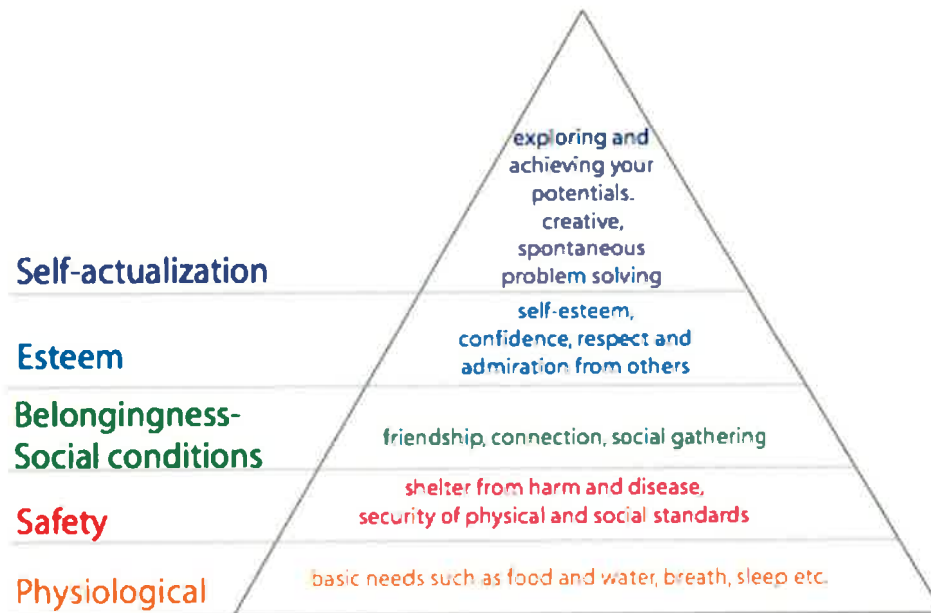 exploring and
achieving your
potentials.
creative,
spontaneous
problem solving
Self-actualization
self-esteem,
confidence, respect and
admiration from others
Esteem
Belongingness-
Social conditions
friendship, connection, social gathering
shelter from harm and disease,
security of physical and social standards
Safety
basic needs such as food and water, breath, sleep etc.
Physiological